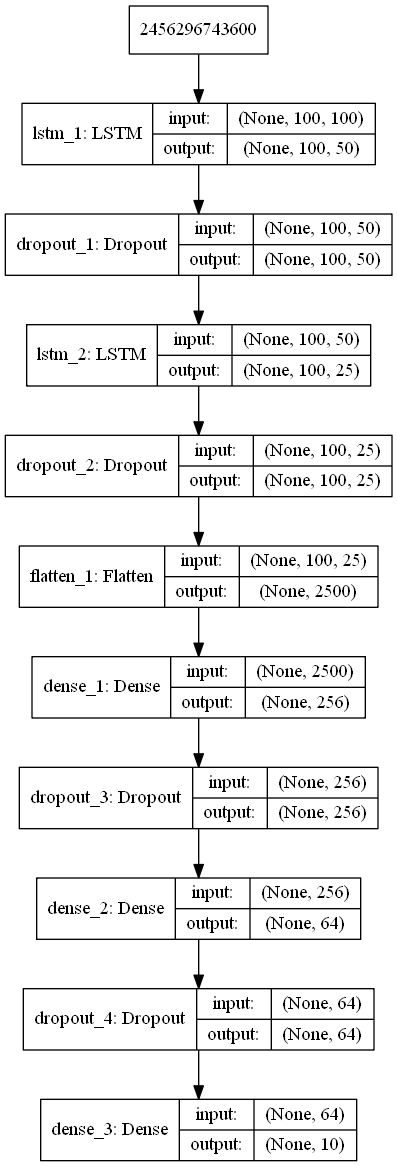 2456296743600
lstm_1: LSTM
input: (None, 100, 100)
output: (None, 100, 50)
dropout_1: Dropout
input: (None, 100, 50)
output: (None, 100, 50)
lstm_2: LSTM
input: (None, 100, 50)
output: (None, 100, 25)
dropout_2: Dropout
input: (None, 100, 25)
output: (None, 100, 25)
flatten_1: Flatten
input: (None, 100, 25)
output: (None, 2500)
dense_1: Dense
input: (None, 2500)
output: (None, 256)
dropout_3: Dropout
input: (None, 256)
output: (None, 256)
dense_2: Dense
input: (None, 256)
output: (None, 64)
dropout_4: Dropout
input: (None, 64)
output: (None, 64)
dense_3: Dense
input: (None, 64)
output: (None, 10)